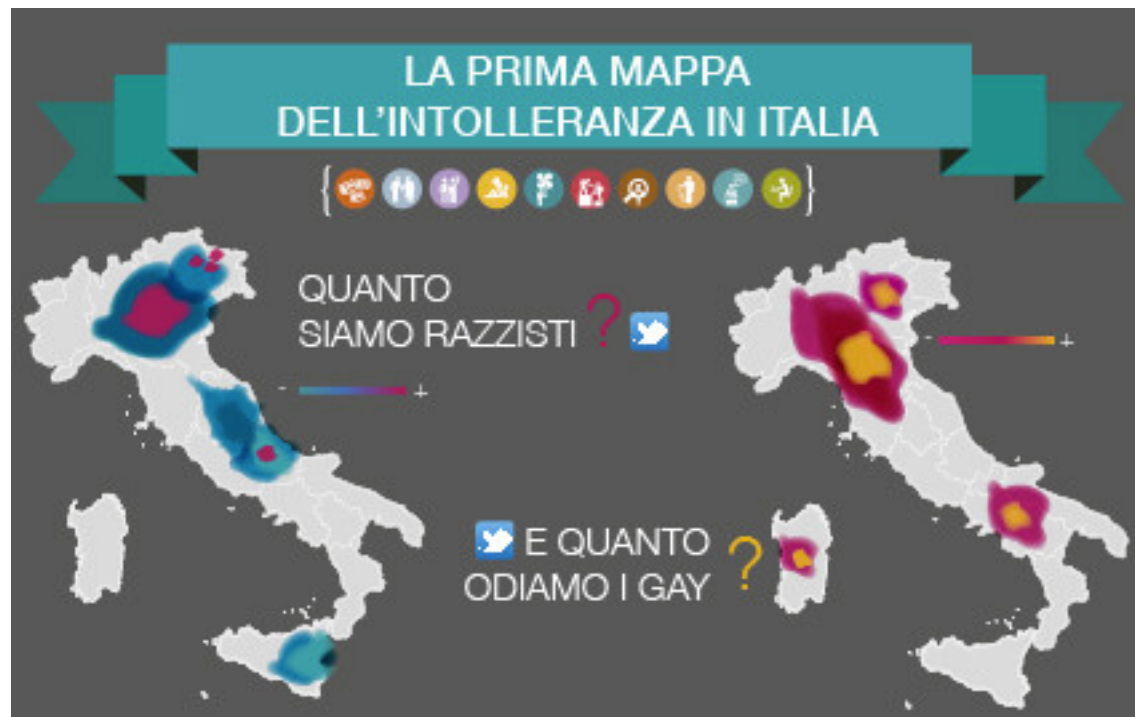 LA PRIMA MAPPA
DELL'INTOLLERANZA IN ITALIA
QUANTO
SIAMO RAZZISTI ?
- +
- +
E QUANTO
ODIAMO I GAY ?